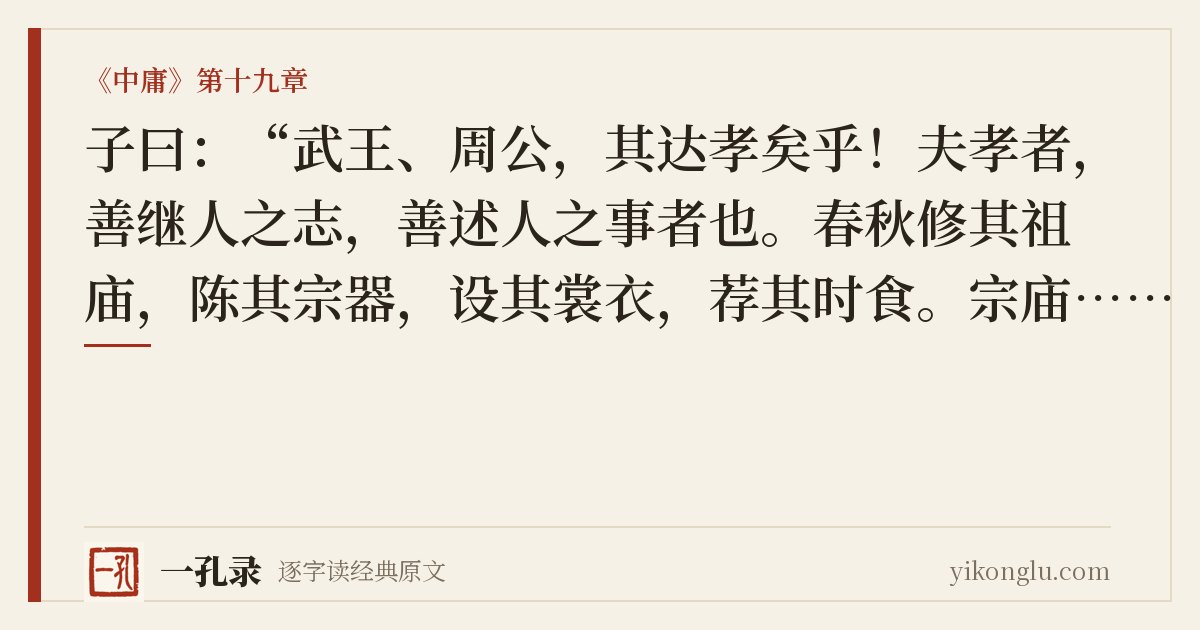 《中庸》第十九章
子曰：“武王、周公，其达孝矣乎！夫孝者，
善继人之志，善述人之事者也。春秋修其祖
庙，陈其宗器，设其裳衣，荐其时食。宗庙……
一孔
一孔录 逐字读经典原文 yikonglu.com